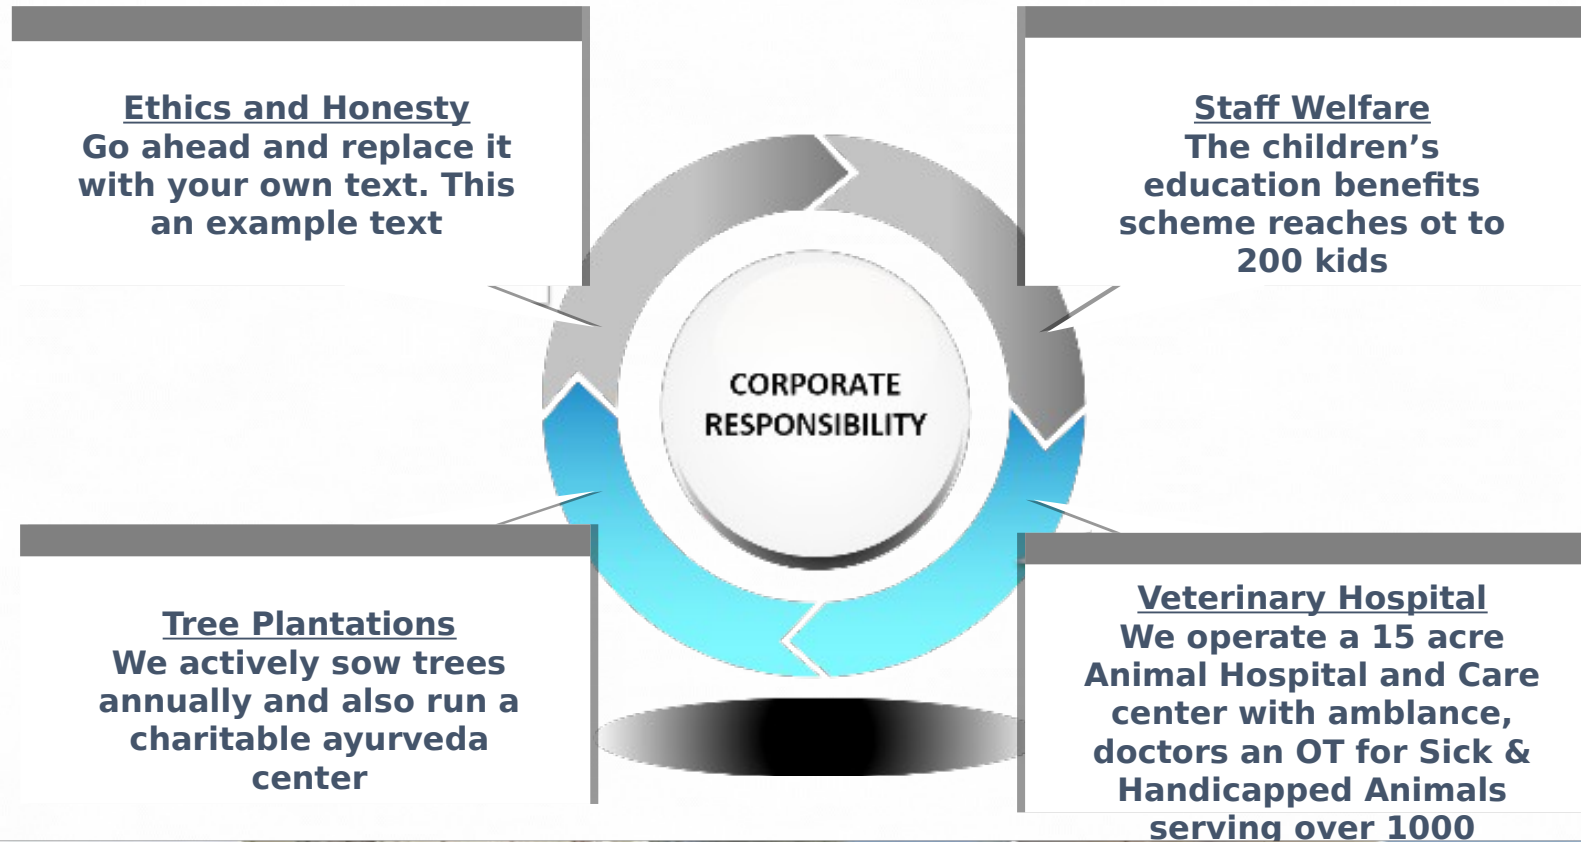 Ethics and Honesty
Go ahead and replace it
with your own text. This
an example text
Staff Welfare
The children’s
education benefits
scheme reaches ot to
200 kids
CORPORATE
RESPONSIBILITY
Tree Plantations
We actively sow trees
annually and also run a
charitable ayurveda
center
Veterinary Hospital
We operate a 15 acre
Animal Hospital and Care
center with amblance,
doctors an OT for Sick &
Handicapped Animals
serving over 1000